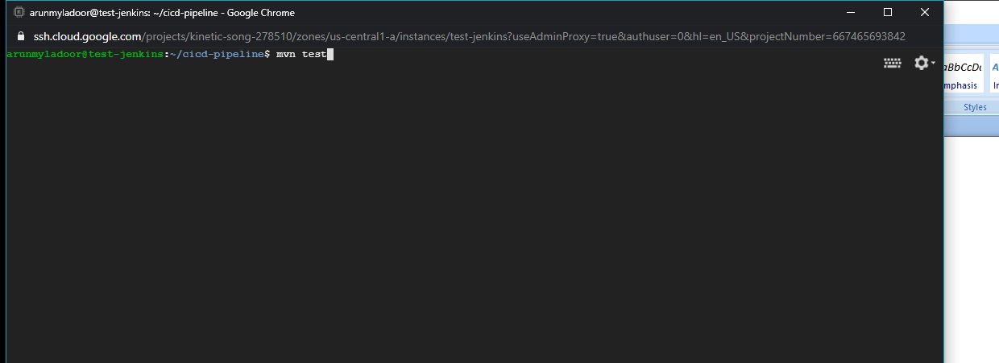 arunmyladoor@test-jenkins: ~/cicd-pipeline - Google Chrome
ssh.cloud.google.com/projects/kinetic-song-278510/zones/us-central1-a/instances/test-jenkins?useAdminProxy=true&authuser=0&hl=en_US&projectNumber=667465693842
arunmyladoor@test-jenkins:~/cicd-pipeline$ mvn test
aBbCcDc
mphasis
Styles